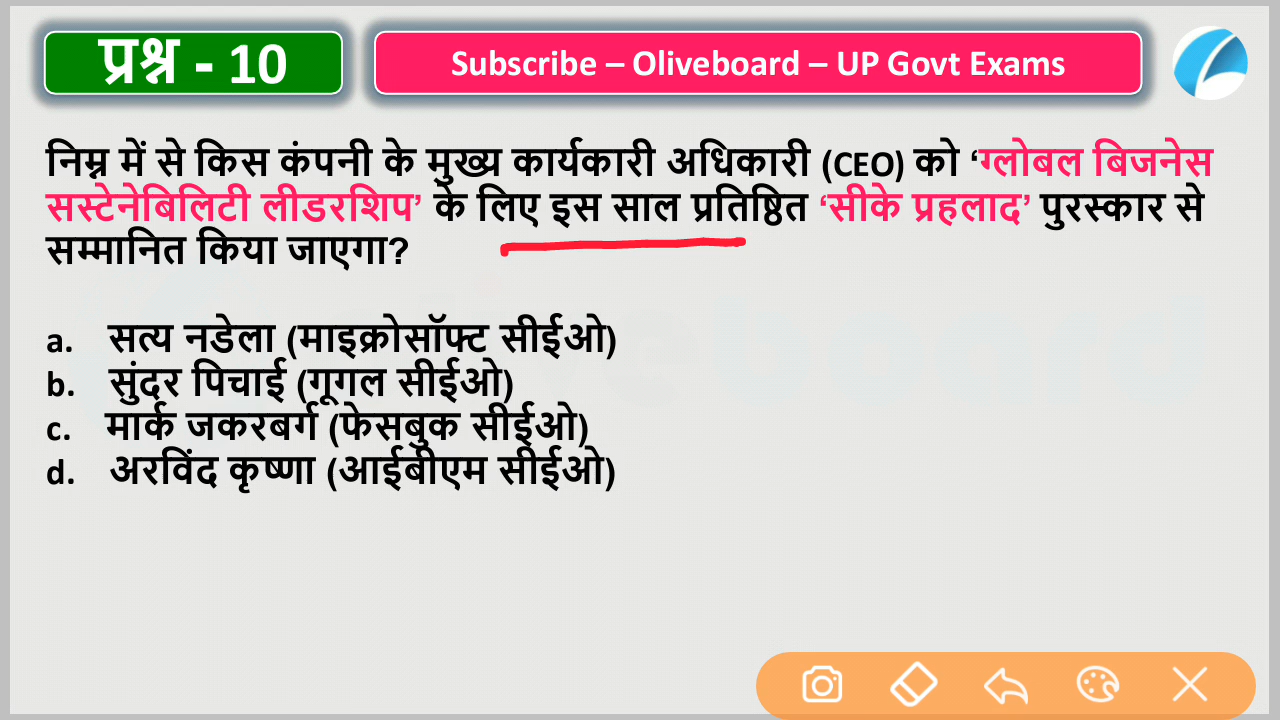 प्रश्न - 10
Subscribe – Oliveboard – UP Govt Exams
निम्न में से किस कंपनी के मुख्य कार्यकारी अधिकारी (CEO) को ‘ग्लोबल बिजनेस
सस्टेनेबिलिटी लीडरशिप’ के लिए इस साल प्रतिष्ठित ‘सीके प्रहलाद’ पुरस्कार से
सम्मानित किया जाएगा?
a. सत्य नडेला (माइक्रोसॉफ्ट सीईओ)
b. सुंदर पिचाई (गूगल सीईओ)
c. मार्क जकरबर्ग (फेसबुक सीईओ)
d. अरविंद कृष्णा (आईबीएम सीईओ)